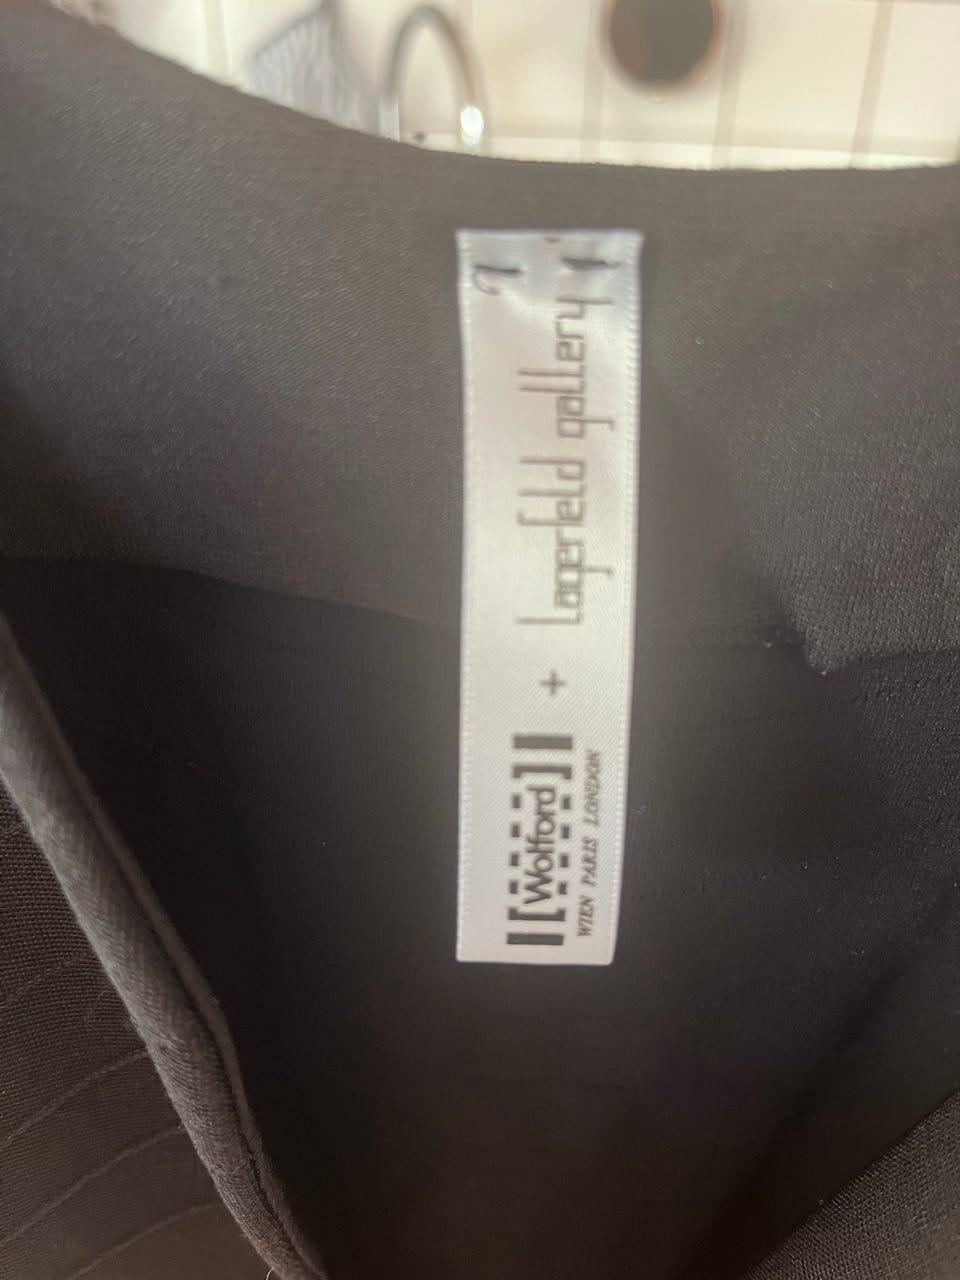 [Wolford] + Lagerfeld gallery
WIEN PARIS LONDON